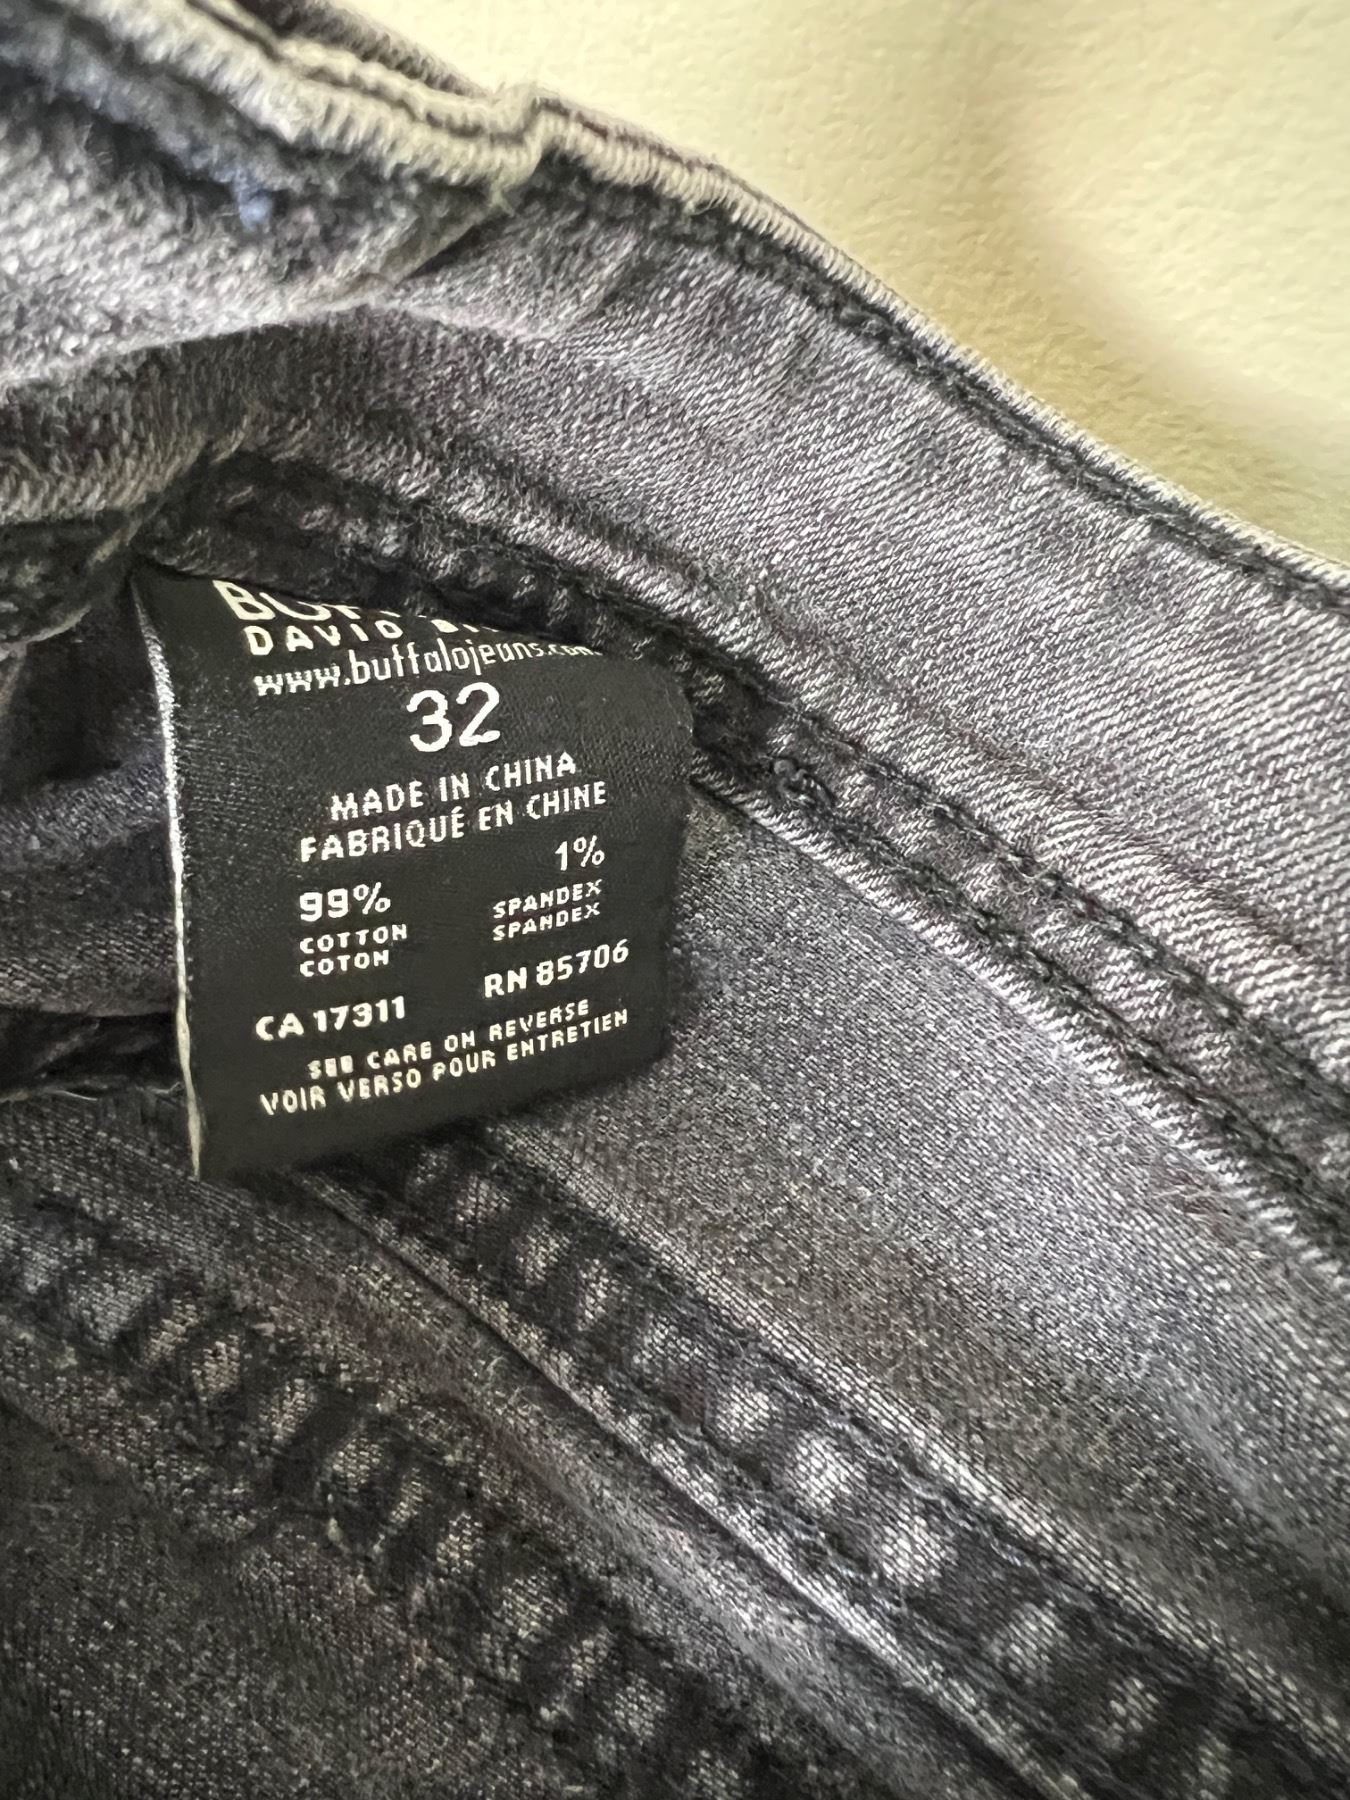 DAVID
www.buffalojeans.com
32
MADE IN CHINA
FABRIQUÉ EN CHINE
99%
COTTON
COTON
1%
SPANDEX
SPANDEX
CA 17311
RN 85706
SEE CARE ON REVERSE
VOIR VERSO POUR ENTRETIEN